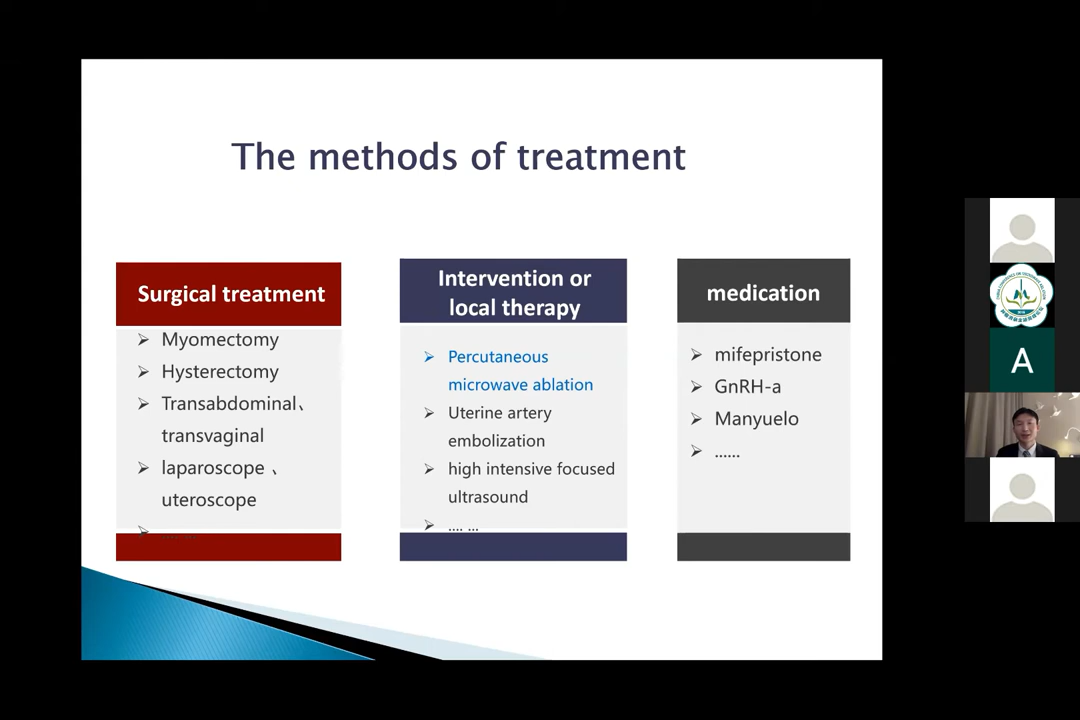 The methods of treatment
Surgical treatment
Myomectomy
Hysterectomy
Transabdominal、
transvaginal
laparoscope 、
uteroscope
.... ...
Intervention or
local therapy
Percutaneous
microwave ablation
Uterine artery
embolization
high intensive focused
ultrasound
.... ...
medication
mifepristone
GnRH-a
Manyuelo
......
A